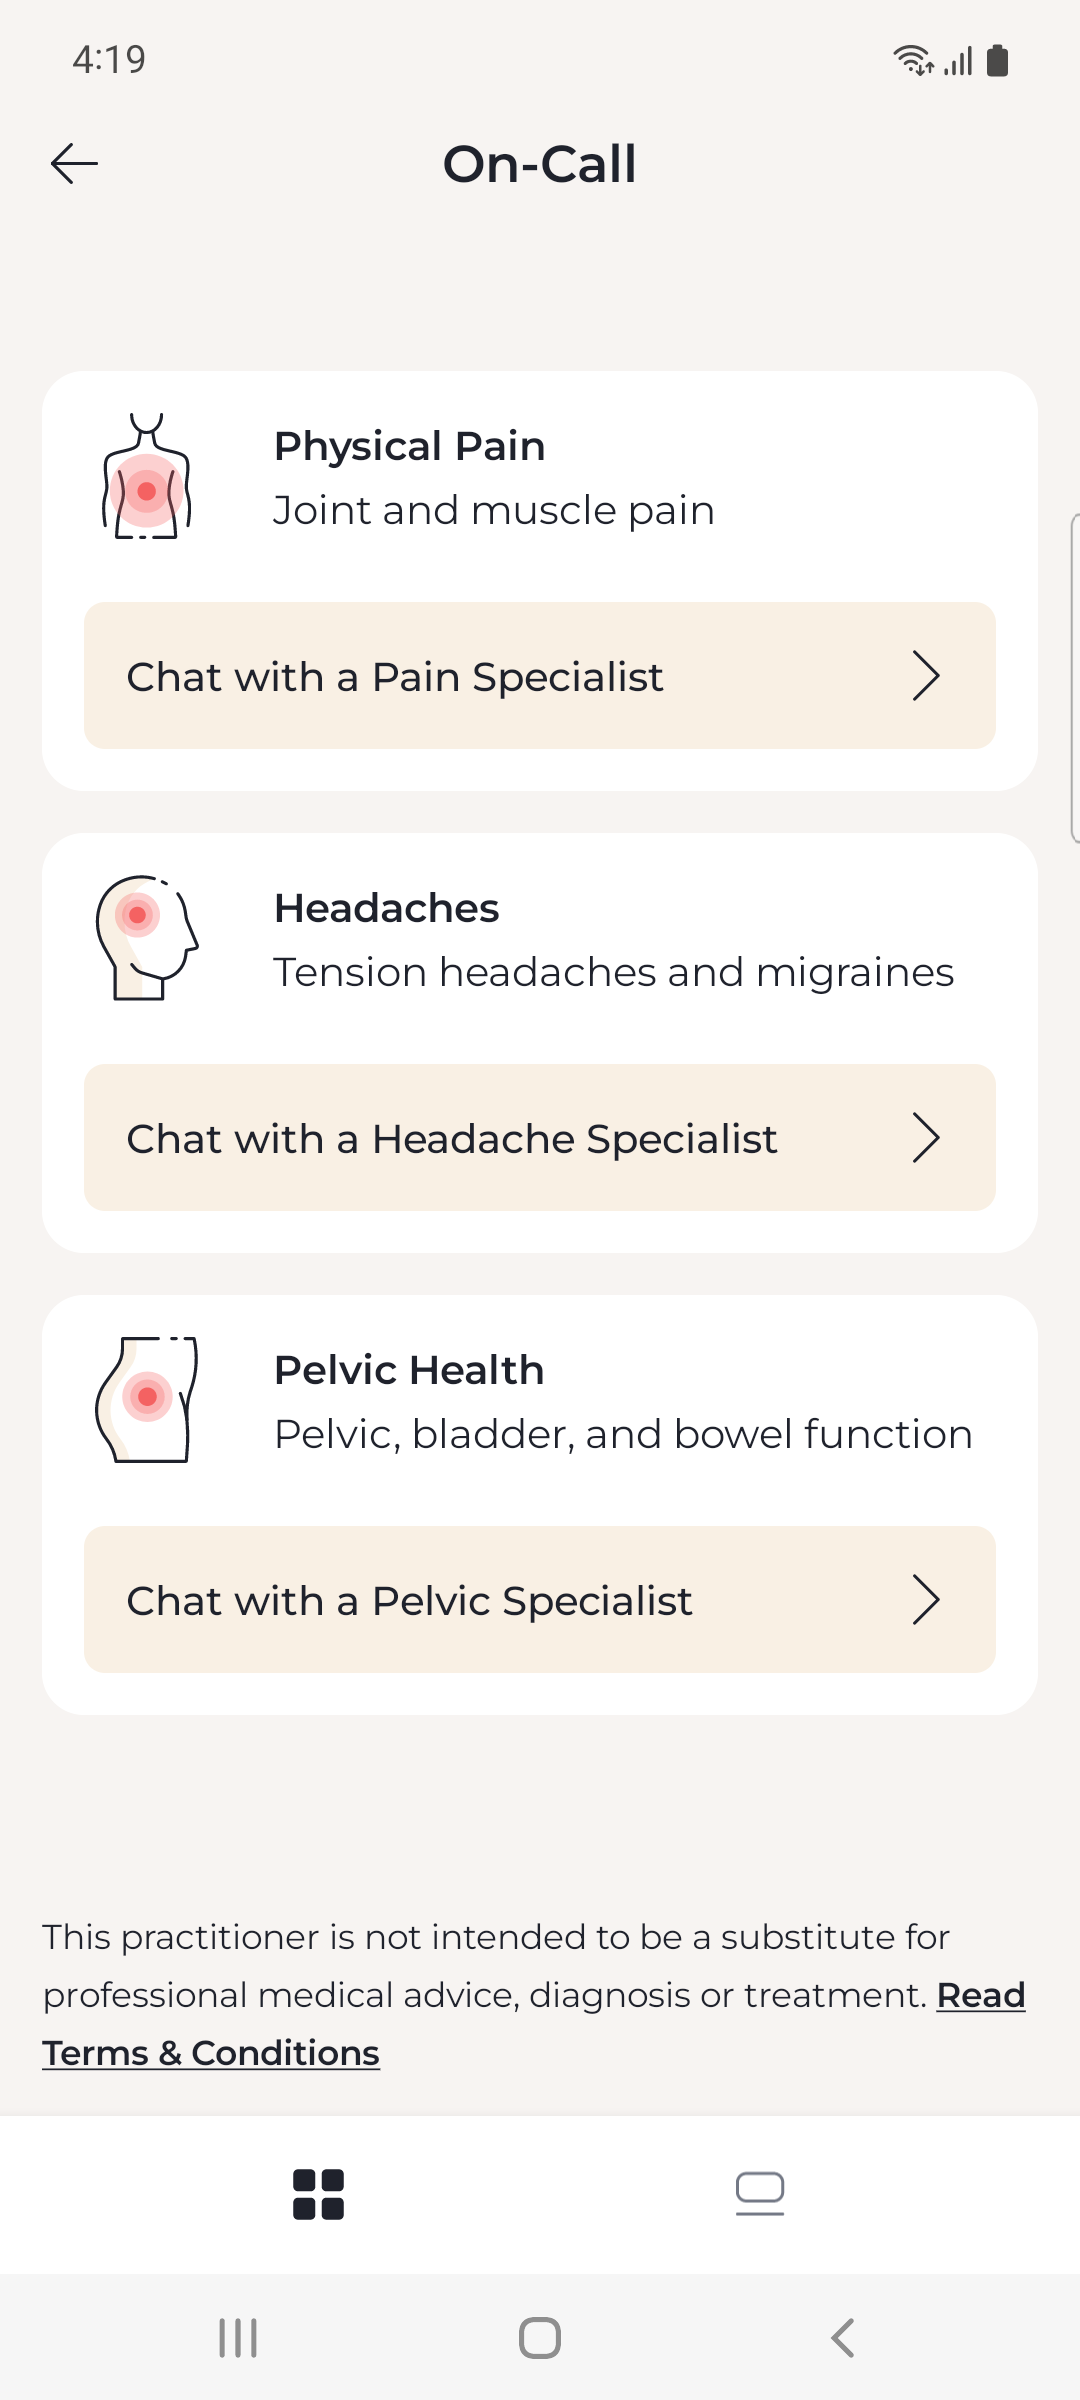 4:19
On-Call
Physical Pain
Joint and muscle pain
Chat with a Pain Specialist
Headaches
Tension headaches and migraines
Chat with a Headache Specialist
Pelvic Health
Pelvic, bladder, and bowel function
Chat with a Pelvic Specialist
This practitioner is not intended to be a substitute for
professional medical advice, diagnosis or treatment. Read
Terms & Conditions